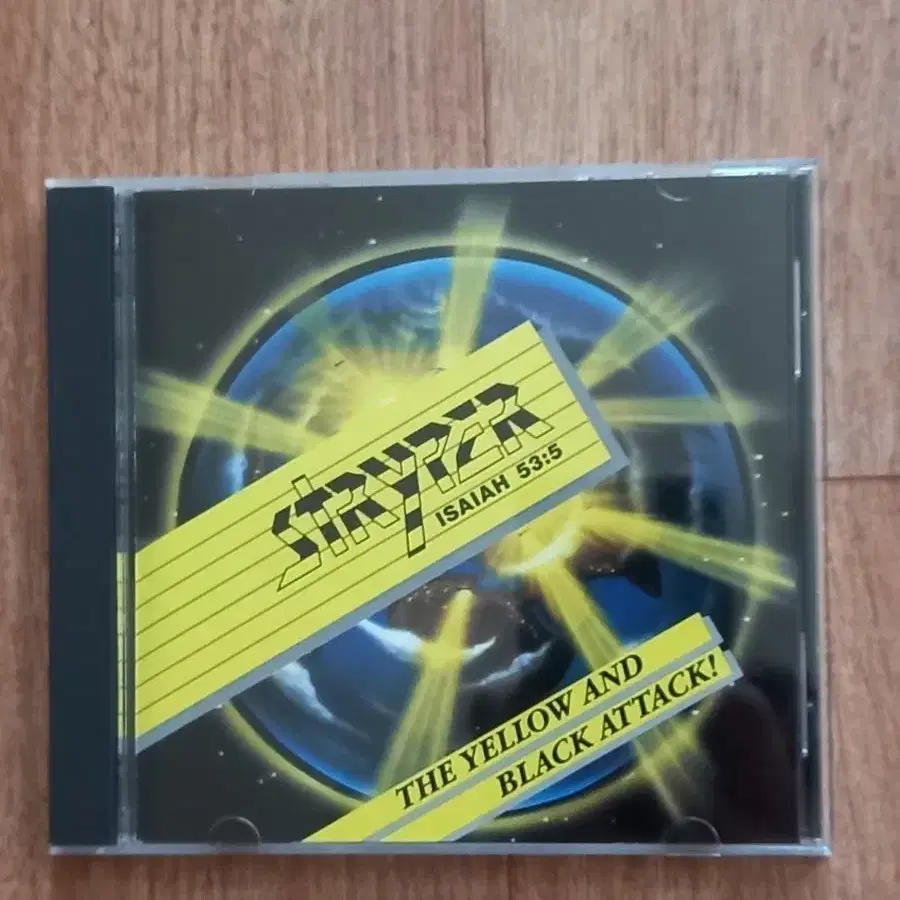 STRYPER
ISAIAH 53:5
THE YELLOW AND
BLACK ATTACK!